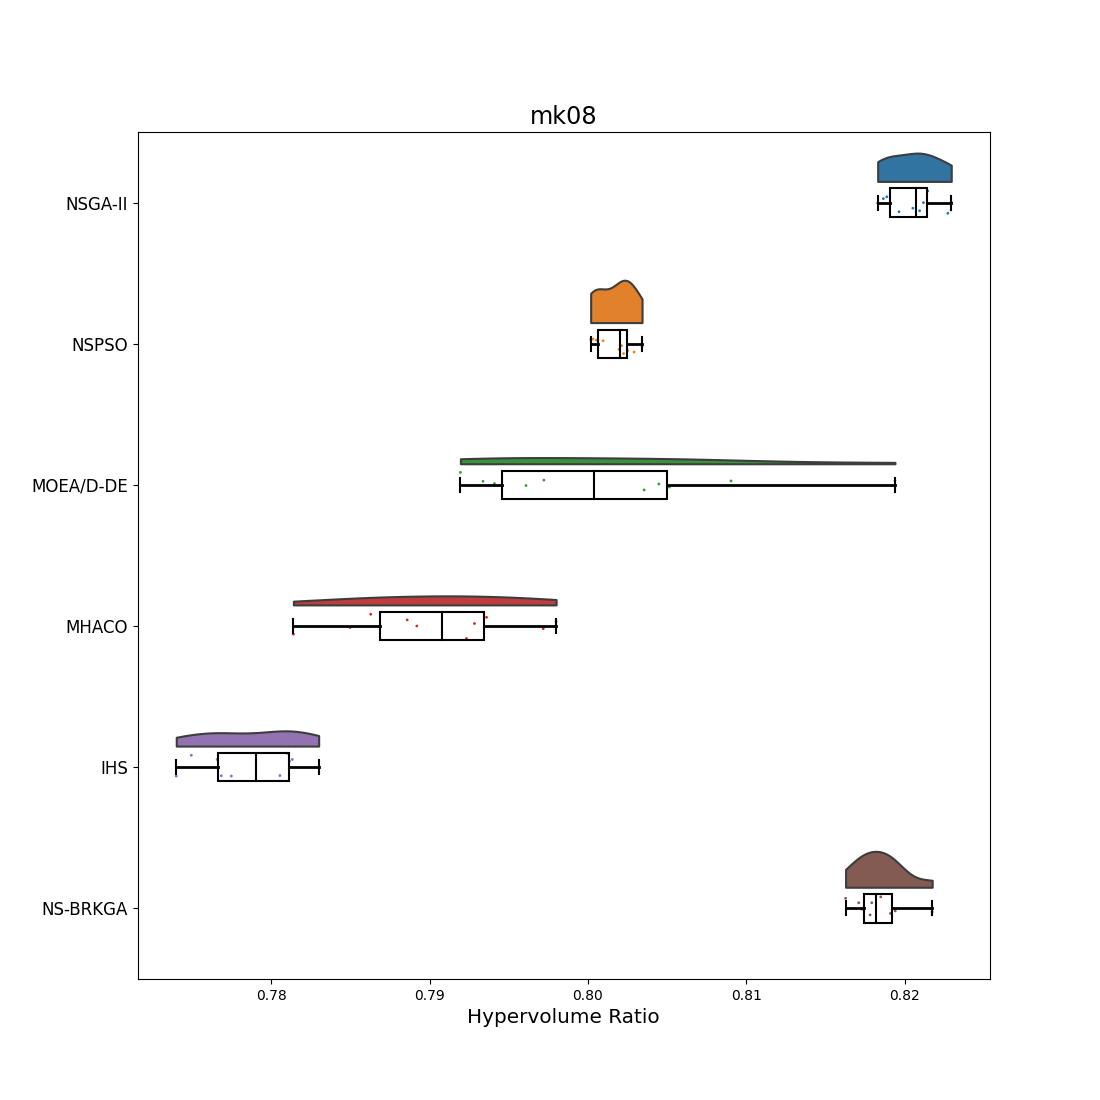 mk08
NSGA-II
NSPSO
MOEA/D-DE
MHACO
IHS
NS-BRKGA
0.78 0.79 0.80 0.81 0.82
Hypervolume Ratio